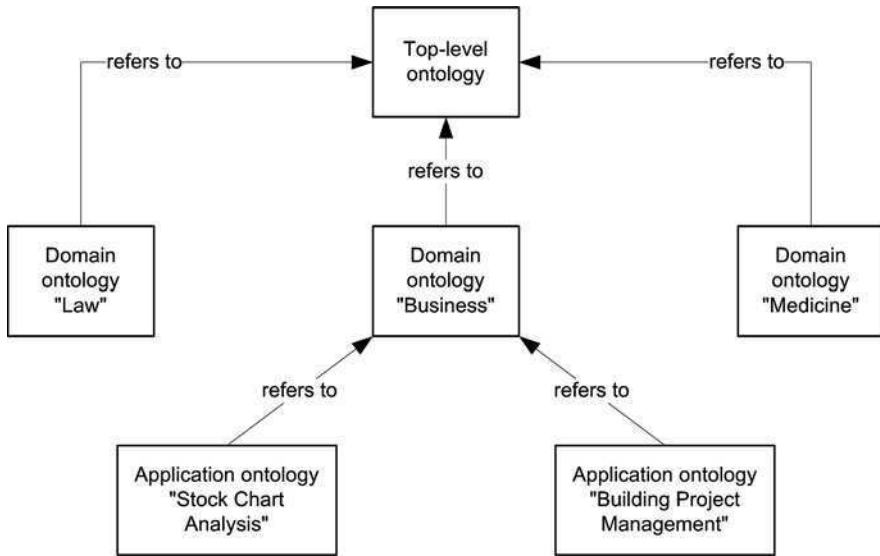 Top-level
ontology
refers to
refers to
refers to
Domain
ontology
"Law"
Domain
ontology
"Business"
Domain
ontology
"Medicine"
refers to
refers to
Application ontology
"Stock Chart
Analysis"
Application ontology
"Building Project
Management"